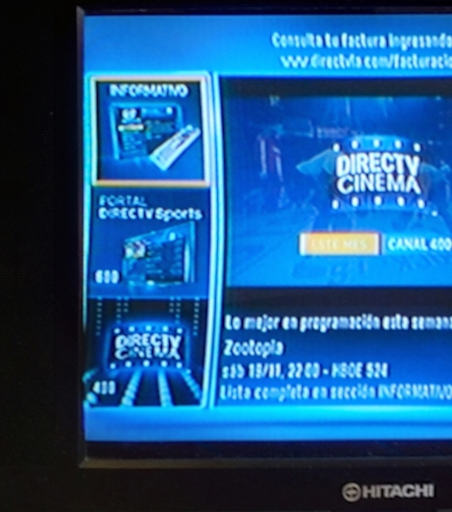 Consulta tu factura ingresando
www.directvla.com/facturacio
INFORMATIVO
PORTAL
DIRECTV Sports
600
DIRECTV
CINEMA
400
DIRECTV
CINEMA
ESTE MES
CANAL 400
Lo mejor en programación esta semana
Zootopia
sáb 19/11, 22:00 - HBOE 524
Lista completa en sección INFORMATIVO
HITACHI